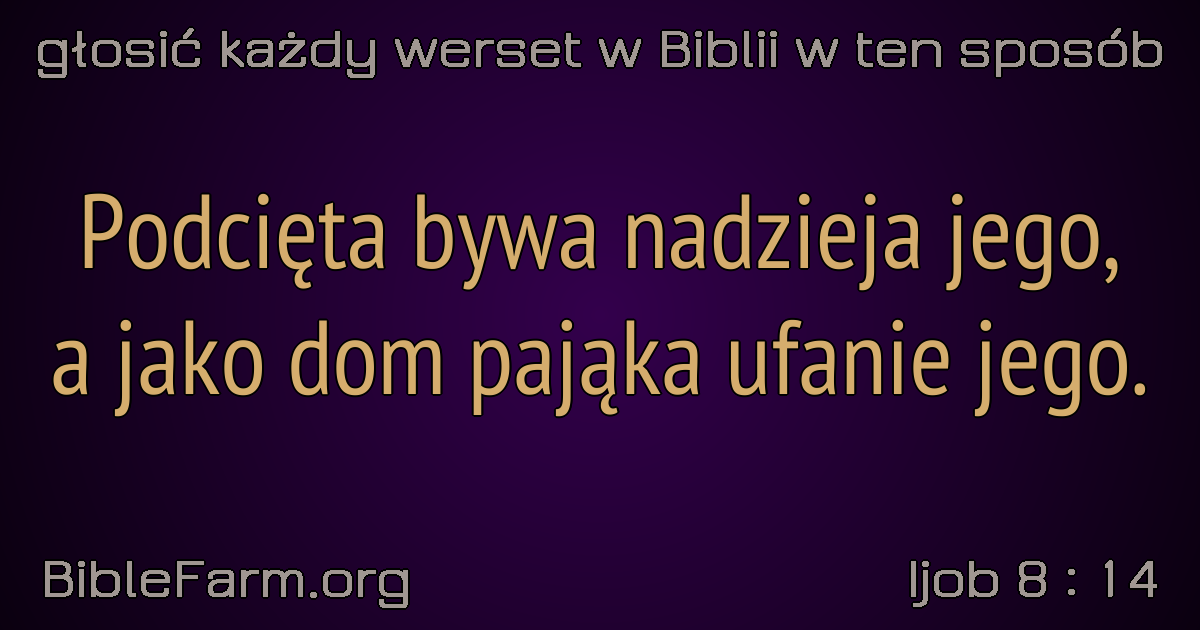 głosić każdy werset w Biblii w ten sposób
Podcięta bywa nadzieja jego,
a jako dom pająka ufanie jego.
BibleFarm.org
Ijob 8 : 14